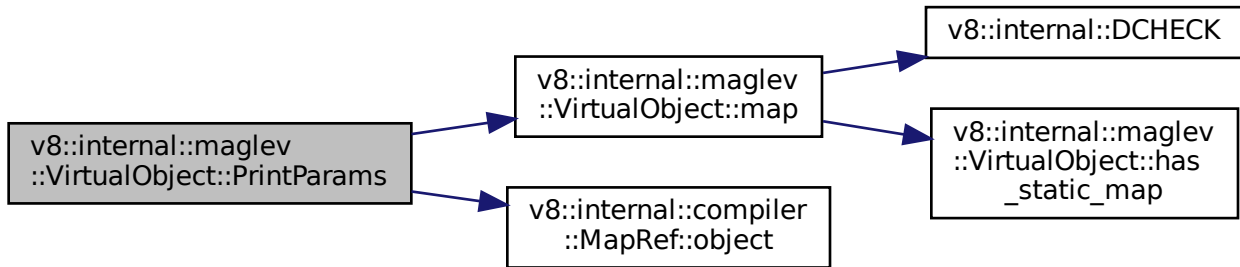 v8::internal::maglev
::VirtualObject::PrintParams
v8::internal::maglev
::VirtualObject::map
v8::internal::DCHECK
v8::internal::maglev
::VirtualObject::has
_static_map
v8::internal::compiler
::MapRef::object